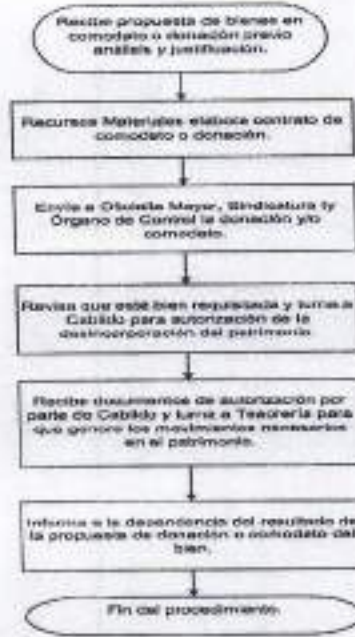 Recibe propuesta de bienes en
comodato o donación previo
análisis y justificación.
Recursos Materiales elabora contrato de
comodato o donación.
Envía a Oficialía Mayor, Sindicatura y
Órgano de Control la donación y/o
comodato.
Revisa que esté bien requisitada y turna a
Cabildo para autorización de la
desincorporación del patrimonio
Recibe documentos de autorización por
parte de Cabildo y turna a Tesorería para
que genere los movimientos necesarios
en el patrimonio.
Informa a la dependencia del resultado de
la propuesta de donación o comodato del
bien.
Fin del procedimiento.